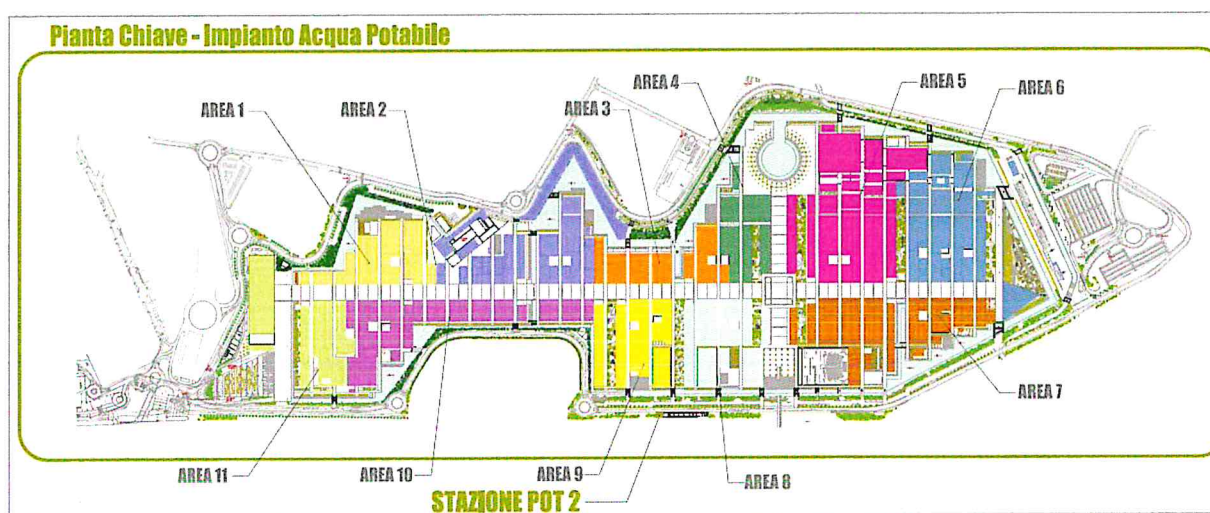 Pianta Chiave - Impianto Acqua Potabile
AREA 1
AREA 2
AREA 3
AREA 4
AREA 5
AREA 6
AREA 7
AREA 8
AREA 9
AREA 10
AREA 11
STAZIONE POT 2